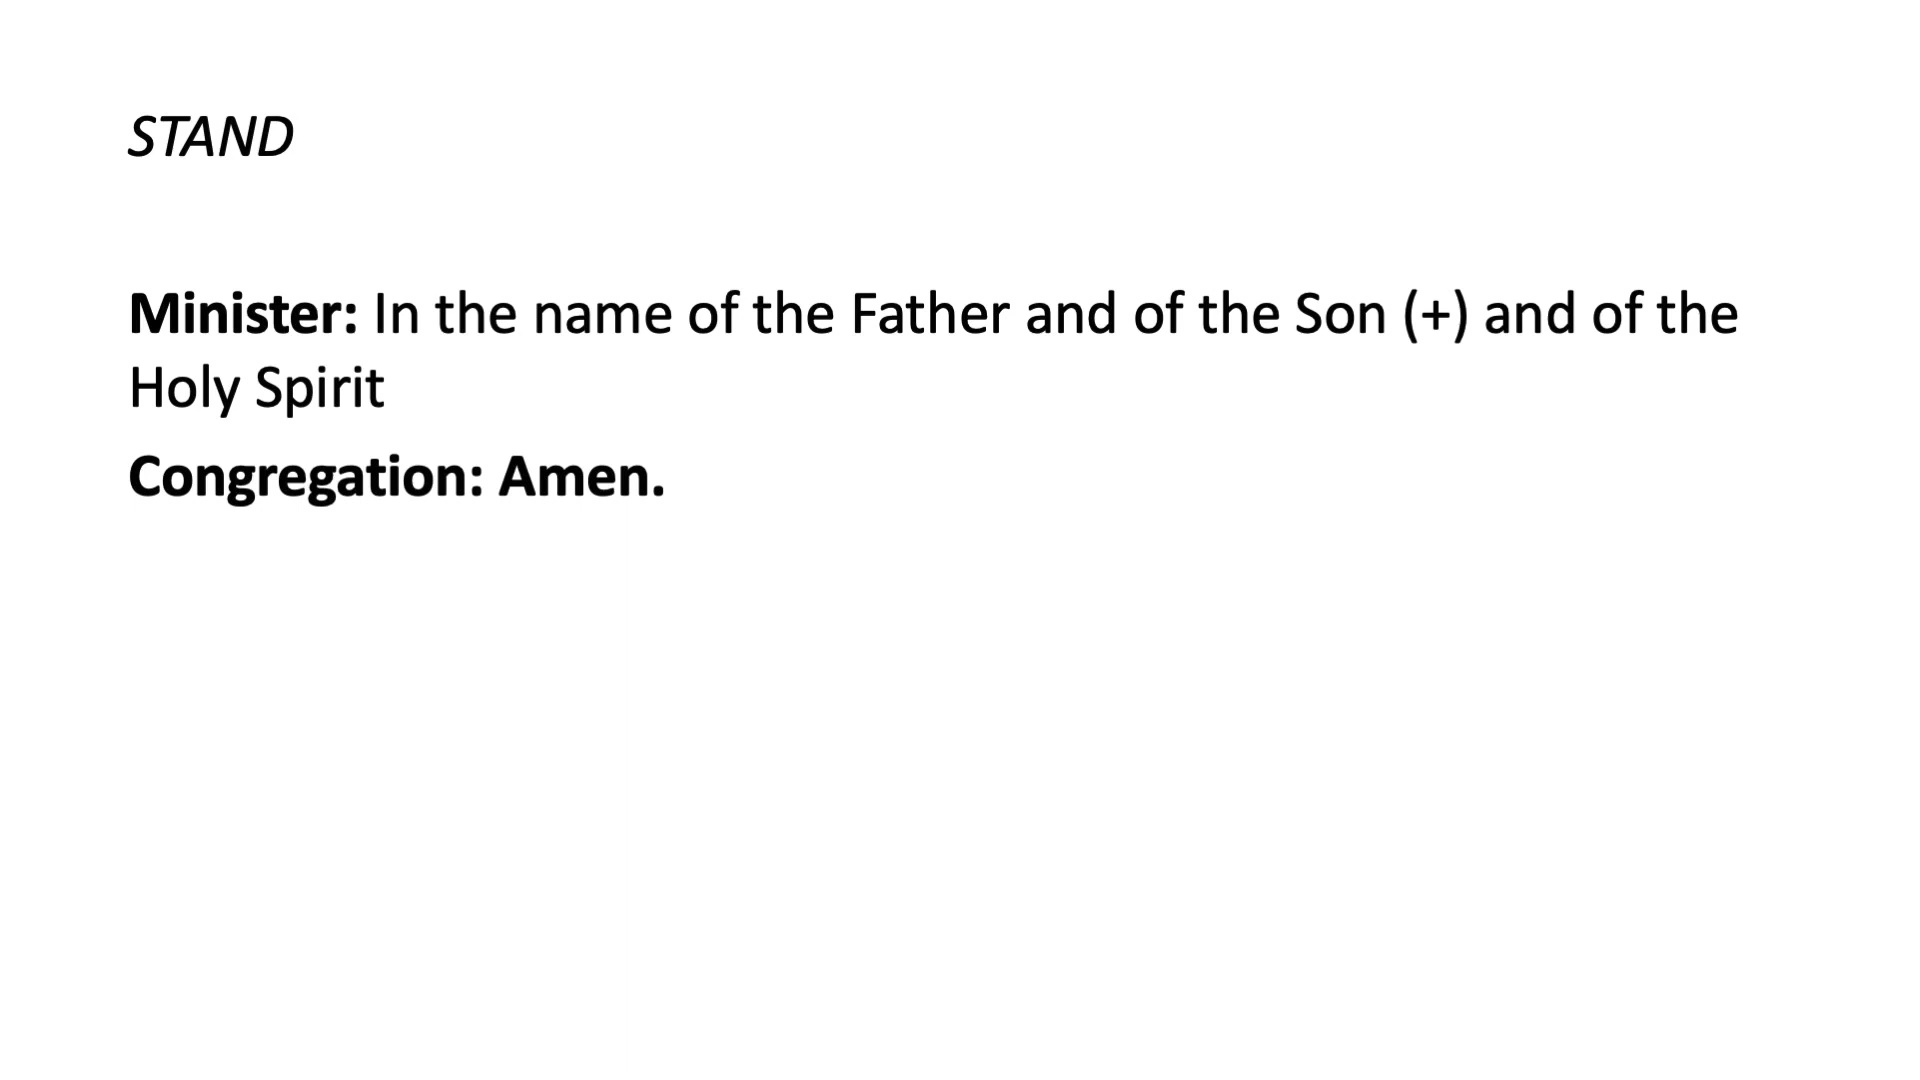 STAND
Minister: In the name of the Father and of the Son (+) and of the
Holy Spirit
Congregation: Amen.